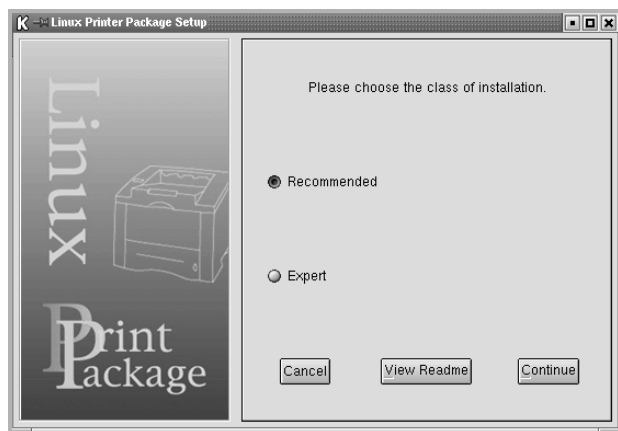 Linux Printer Package Setup
Linux
Print
Package
Please choose the class of installation.
Recommended
Expert
Cancel
View Readme
Continue